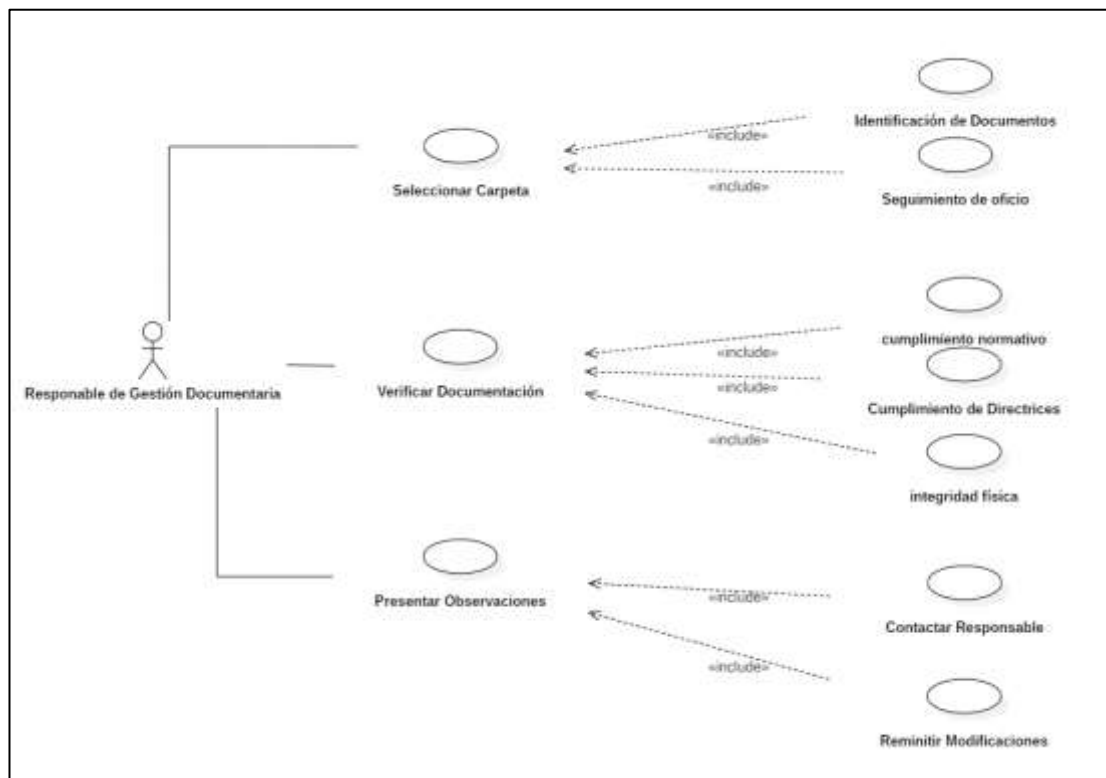 Identificación de Documentos
«include»
Seleccionar Carpeta
«include»
Seguimiento de oficio
cumplimiento normativo
«include»
Responable de Gestión Documentaria
Verificar Documentación
«include»
Cumplimiento de Directrices
«include»
integridad física
Presentar Observaciones
«include»
Contactar Responsable
«include»
Reminitir Modificaciones